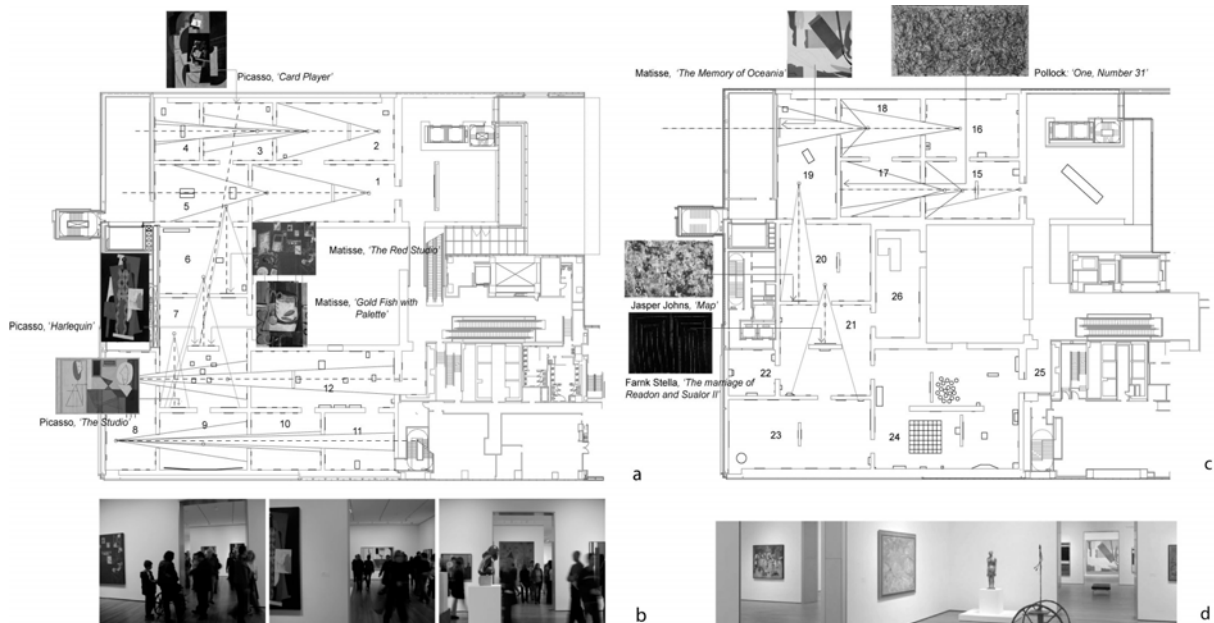 Picasso, 'Card Player'
4
3
2
1
5
6
Matisse, 'The Red Studio'
Matisse, 'Gold Fish with
Palette'
Picasso, 'Harlequin'
7
Picasso, 'The Studio'
12
8
9
10
11
a
b
Matisse, 'The Memory of Oceania'
Pollock: 'One, Number 31'
18
16
19
17
15
20
26
Jasper Johns, 'Map'
21
Farnk Stella, 'The marriage of
Readon and Sualor II'
22
25
23
24
c
d